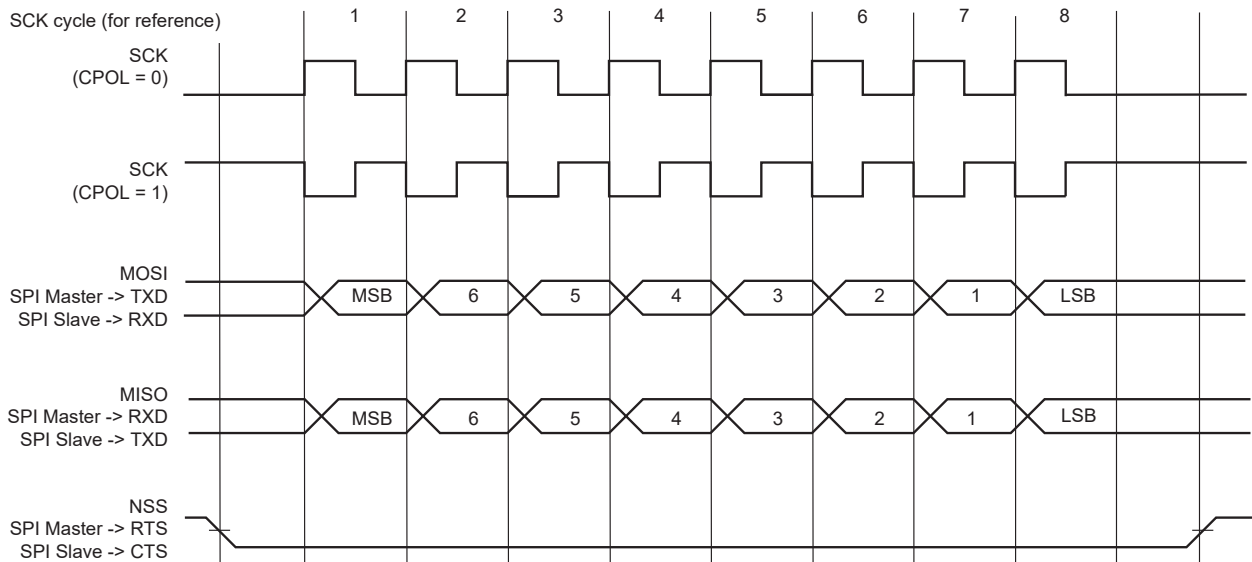 SCK cycle (for reference)
1 2 3 4 5 6 7 8
SCK
(CPOL = 0)
SCK
(CPOL = 1)
MOSI
SPI Master -> TXD
SPI Slave -> RXD
MSB 6 5 4 3 2 1 LSB
MISO
SPI Master -> RXD
SPI Slave -> TXD
MSB 6 5 4 3 2 1 LSB
NSS
SPI Master -> RTS
SPI Slave -> CTS